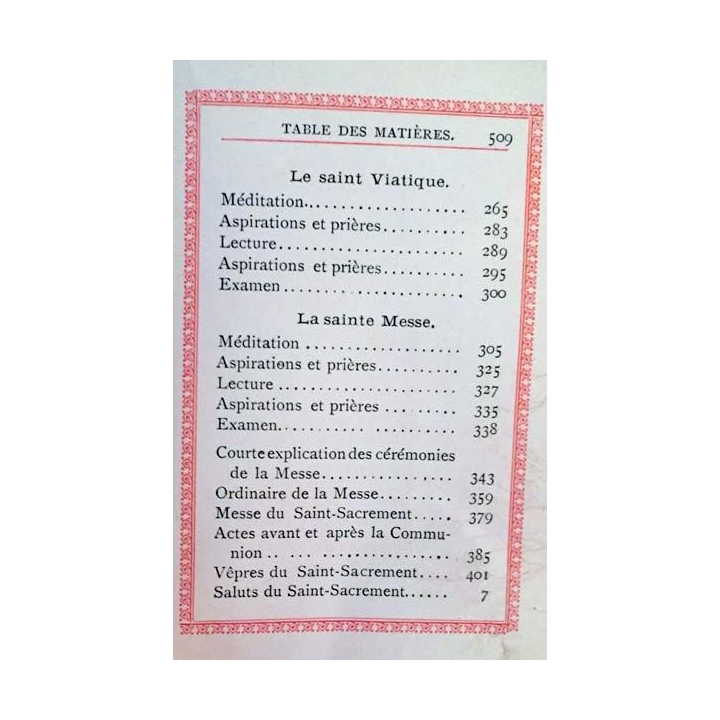 TABLE DES MATIÈRES. 509
Le saint Viatique.
Méditation.................... 265
Aspirations et prières.......... 283
Lecture....................... 289
Aspirations et prières.......... 295
Examen ...................... 300
La sainte Messe.
Méditation ................... 305
Aspirations et prières.......... 325
Lecture ...................... 327
Aspirations et prières ......... 335
Examen........... .......... 338
Courte explication des cérémonies
de la Messe................ 343
Ordinaire de la Messe......... 359
Messe du Saint-Sacrement..... 379
Actes avant et après la Commu-
nion .. ... ................ 385
Vêpres du Saint-Sacrement.... 401
Saluts du Saint-Sacrement...... 7